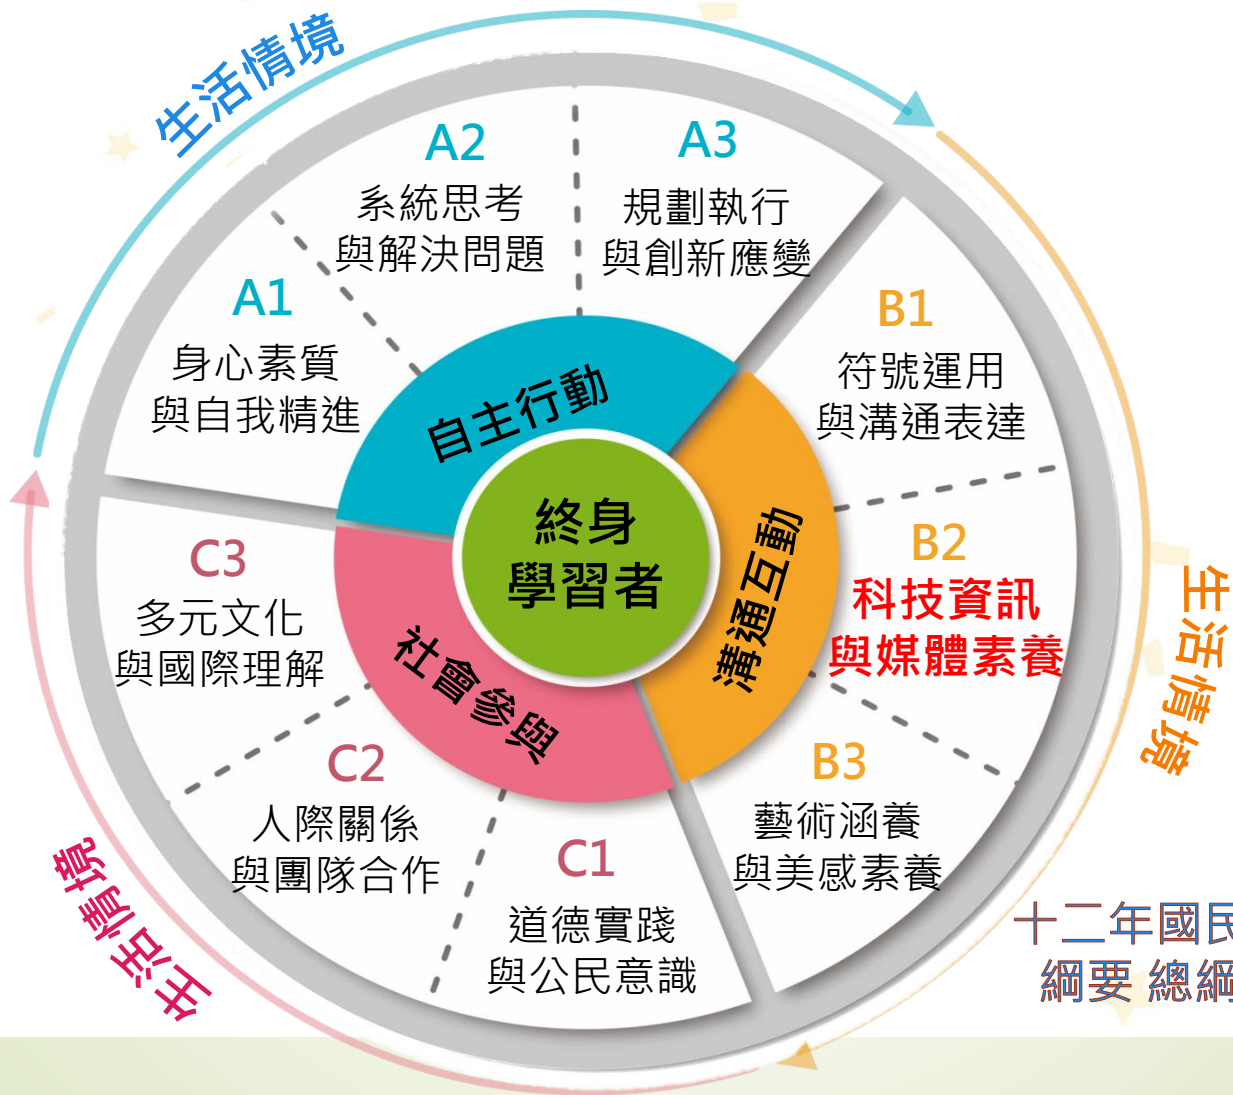 生活情境
A1
身心素質
與自我精進
A2
系統思考
與解決問題
A3
規劃執行
與創新應變
B1
符號運用
與溝通表達
B2
科技資訊
與媒體素養
B3
藝術涵養
與美感素養
C1
道德實踐
與公民意識
C2
人際關係
與團隊合作
C3
多元文化
與國際理解
自主行動
溝通互動
社會參與
終身
學習者
生活情境
生活情境
十二年國民
綱要 總綱